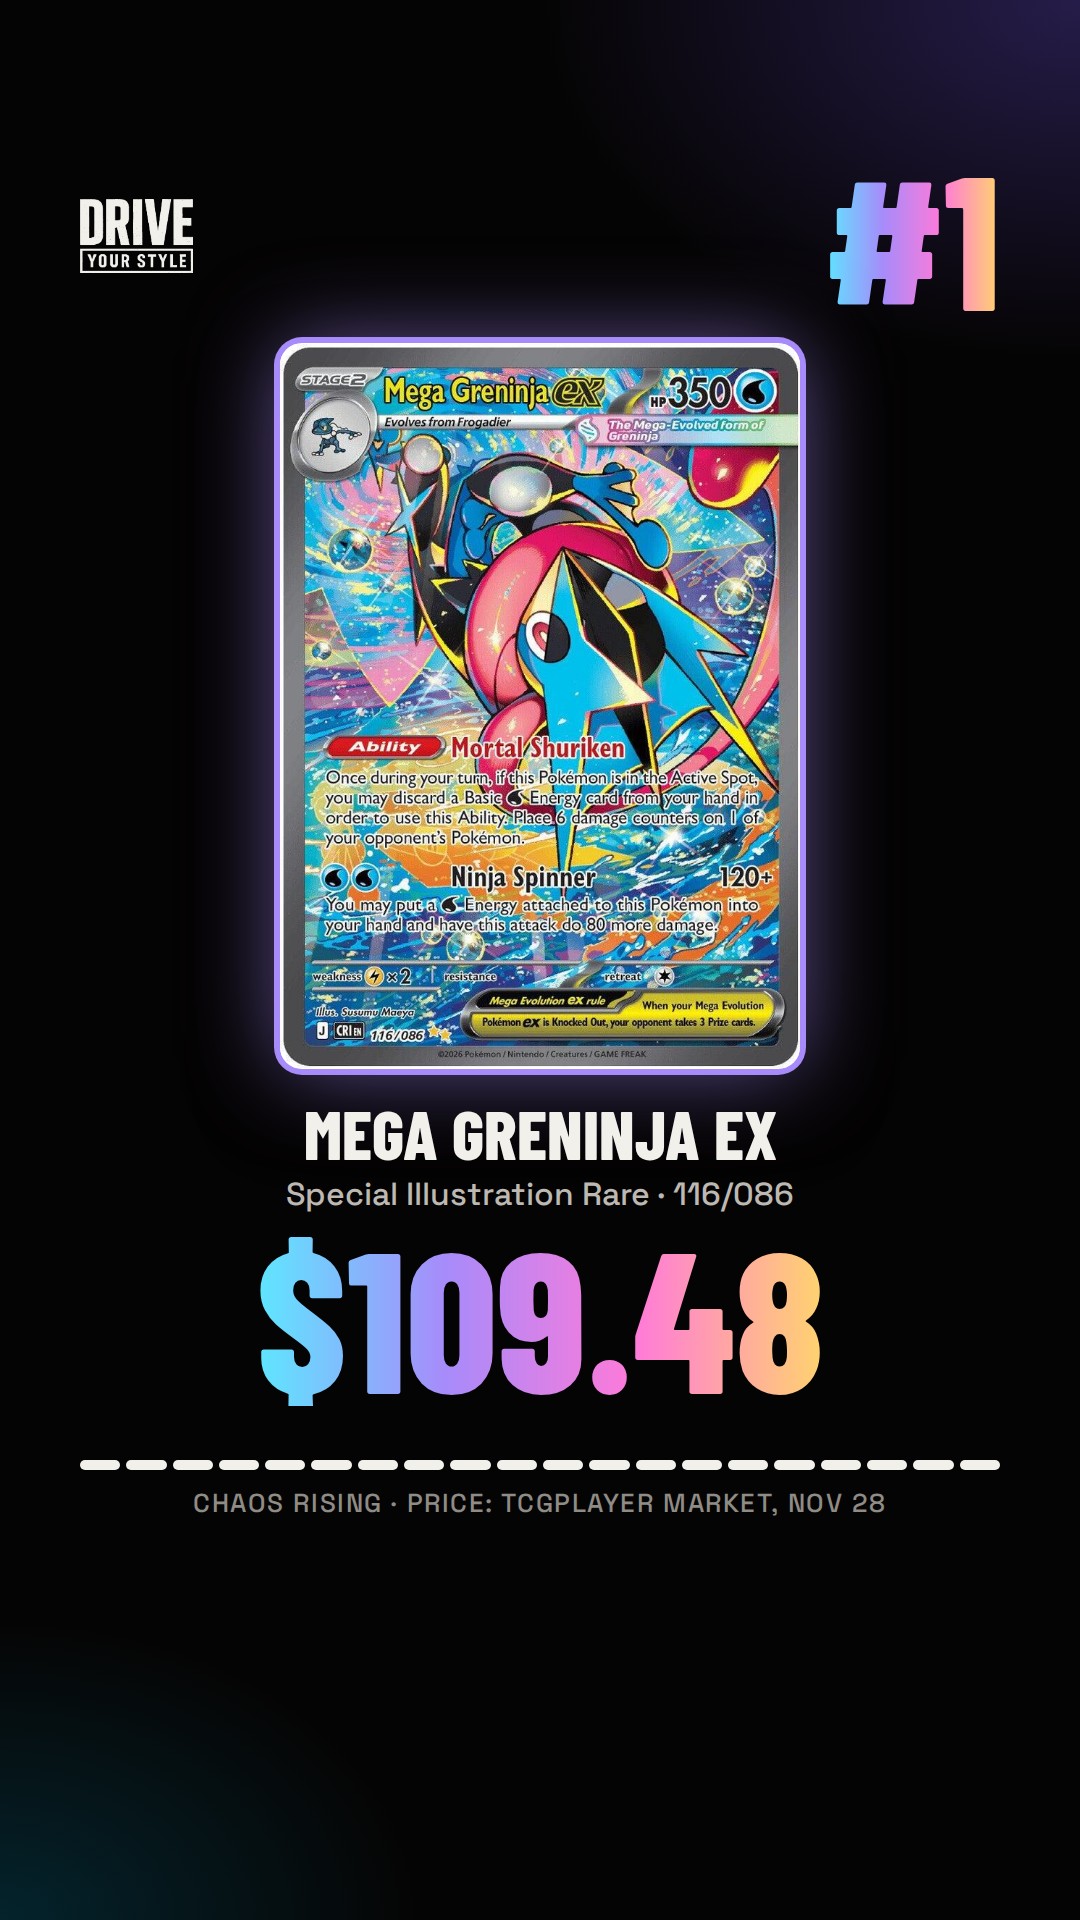 DRIVE
YOUR STYLE
#1
STAGE2
Mega Greninja ex
HP 350
Evolves from Frogadier
The Mega-Evolved form of
Greninja
Ability Mortal Shuriken
Once during your turn, if this Pokémon is in the Active Spot,
you may discard a Basic Energy card from your hand in
order to use this Ability. Place 6 damage counters on 1 of
your opponent's Pokémon.
Ninja Spinner 120+
You may put a Energy attached to this Pokémon into
your hand and have this attack do 80 more damage.
weakness ×2 resistance retreat
Illus. Susumu Maeya
Mega Evolution ex rule When your Mega Evolution
Pokémon ex is Knocked Out, your opponent takes 3 Prize cards.
J CRI EN 116/086
©2026 Pokémon / Nintendo / Creatures / GAME FREAK
MEGA GRENINJA EX
Special Illustration Rare · 116/086
$109.48
CHAOS RISING · PRICE: TCGPLAYER MARKET, NOV 28